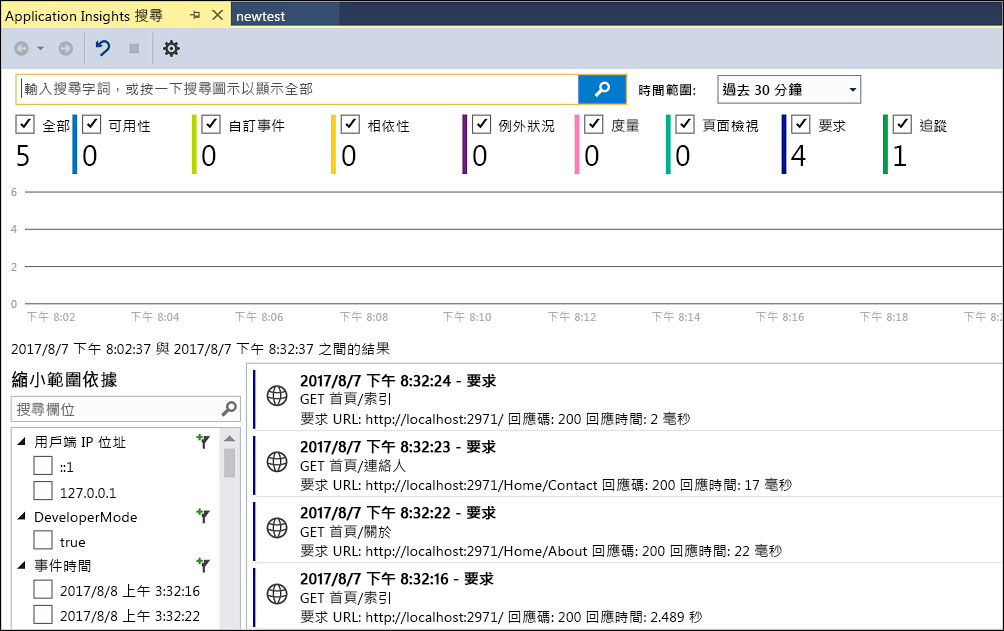 Application Insights 搜尋 newtest
輸入搜尋字詞，或按一下搜尋圖示以顯示全部 時間範圍: 過去 30 分鐘
全部 可用性 自訂事件 相依性 例外狀況 度量 頁面檢視 要求 追蹤
5 0 0 0 0 0 0 4 1
6
4
2
0
下午 8:02 下午 8:04 下午 8:06 下午 8:08 下午 8:10 下午 8:12 下午 8:14 下午 8:16 下午 8:18 下午 8:2
2017/8/7 下午 8:02:37 與 2017/8/7 下午 8:32:37 之間的結果
縮小範圍依據
搜尋欄位
用戶端 IP 位址
::1
127.0.0.1
DeveloperMode
true
事件時間
2017/8/8 上午 3:32:16
2017/8/8 上午 3:32:22
2017/8/7 下午 8:32:24 - 要求
GET 首頁/索引
要求 URL: http://localhost:2971/ 回應碼: 200 回應時間: 2 毫秒
2017/8/7 下午 8:32:23 - 要求
GET 首頁/連絡人
要求 URL: http://localhost:2971/Home/Contact 回應碼: 200 回應時間: 17 毫秒
2017/8/7 下午 8:32:22 - 要求
GET 首頁/關於
要求 URL: http://localhost:2971/Home/About 回應碼: 200 回應時間: 22 毫秒
2017/8/7 下午 8:32:16 - 要求
GET 首頁/索引
要求 URL: http://localhost:2971/ 回應碼: 200 回應時間: 2.489 秒